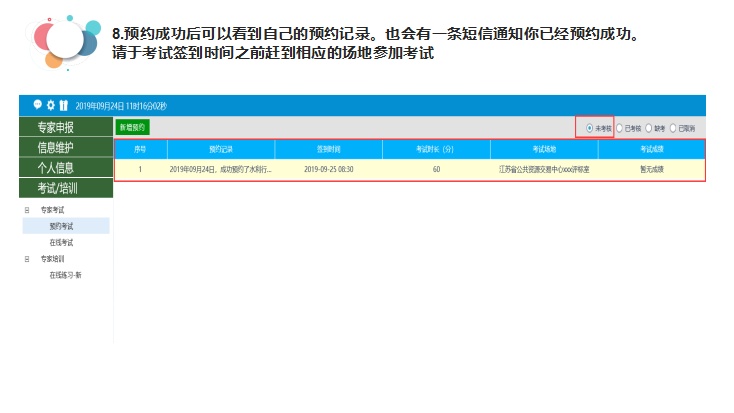 8.预约成功后可以看到自己的预约记录。也会有一条短信通知你已经预约成功。
请于考试签到时间之前赶到相应的场地参加考试
2019年09月24日 11时16分02秒
专家申报
信息维护
个人信息
考试/培训
专家考试
预约考试
在线考试
专家培训
在线练习-新
新增预约
未考核 已考核 缺考 已取消
序号 预约记录 签到时间 考试时长（分） 考试场地 考试成绩
1 2019年09月24日，成功预约了水利行... 2019-09-25 08:30 60 江苏省公共资源交易中心xxx评标室 暂无成绩